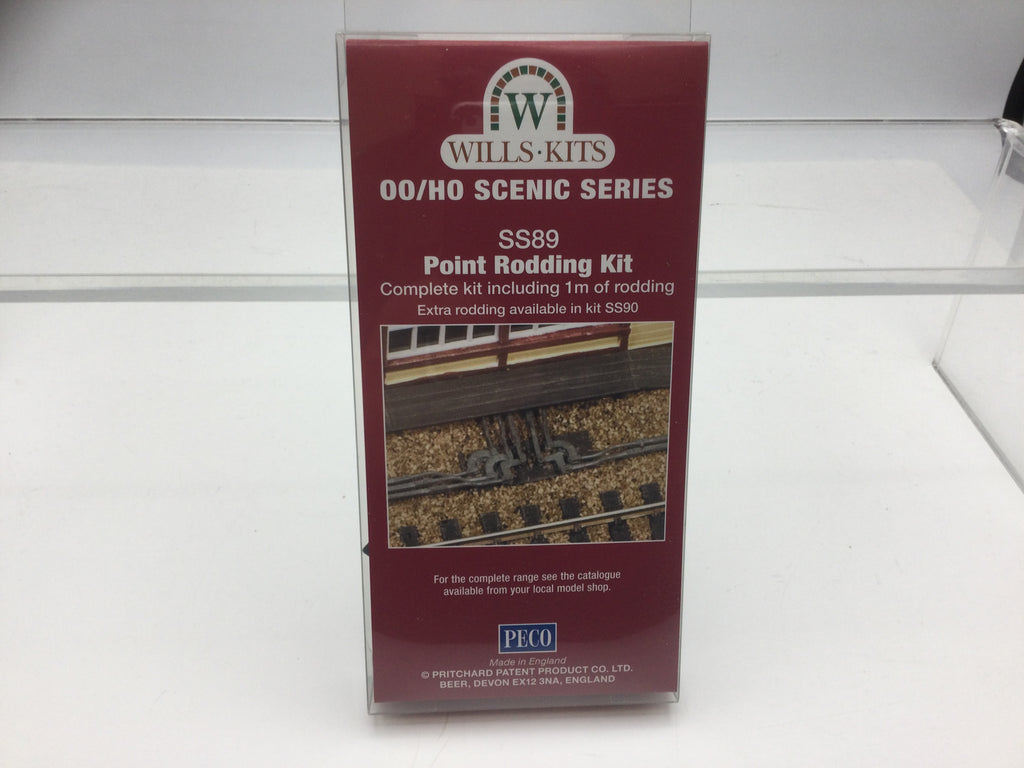 W
WILLS·KITS
OO/HO SCENIC SERIES
SS89
Point Rodding Kit
Complete kit including 1m of rodding
Extra rodding available in kit SS90
For the complete range see the catalogue
available from your local model shop.
PECO
Made in England
© PRITCHARD PATENT PRODUCT CO. LTD.
BEER, DEVON EX12 3NA, ENGLAND